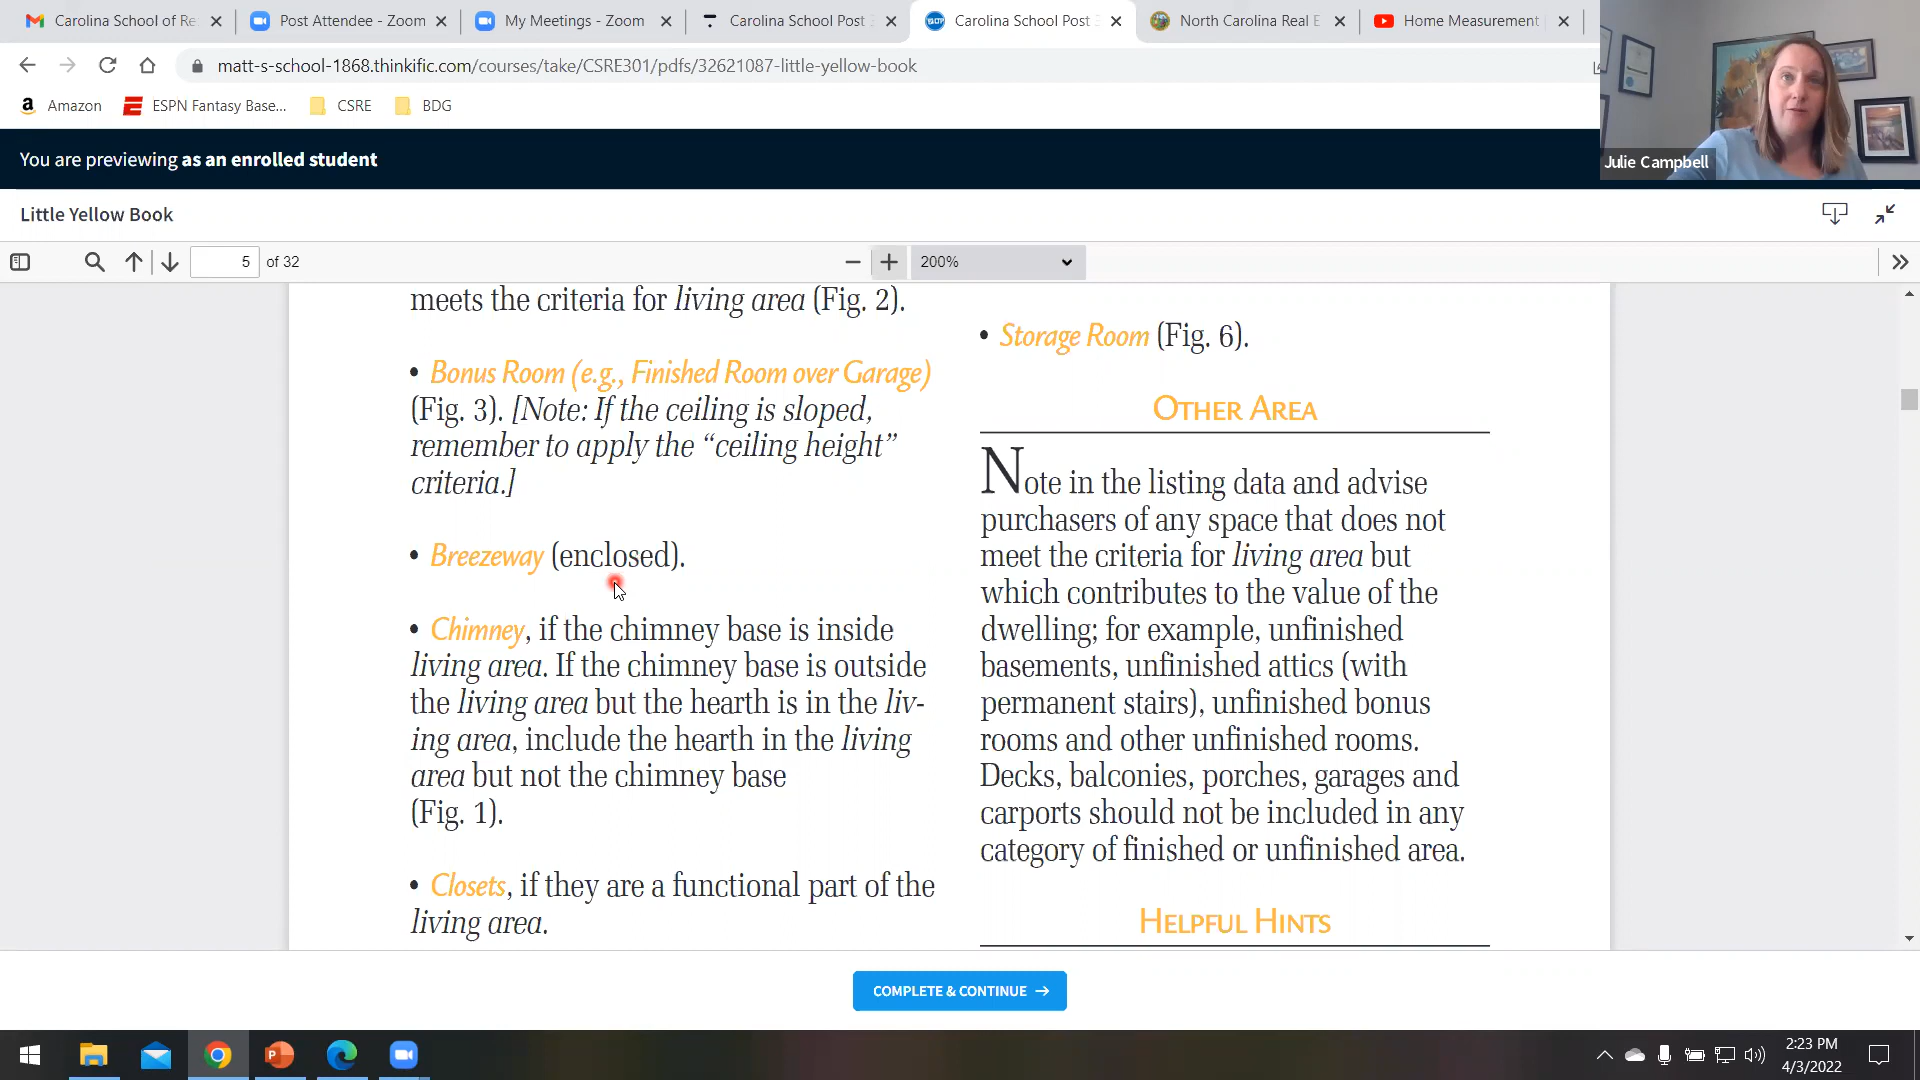 Carolina School of Re
Post Attendee - Zoom
My Meetings - Zoom
Carolina School Post
Carolina School Post
North Carolina Real E
Home Measurement
matt-s-school-1868.thinkific.com/courses/take/CSRE301/pdfs/32621087-little-yellow-book
Amazon
ESPN Fantasy Base...
CSRE
BDG
You are previewing as an enrolled student
Julie Campbell
Little Yellow Book
5 of 32
200%
meets the criteria for living area (Fig. 2).
• Bonus Room (e.g., Finished Room over Garage)
(Fig. 3). [Note: If the ceiling is sloped,
remember to apply the “ceiling height”
criteria.]
• Breezeway (enclosed).
• Chimney, if the chimney base is inside
living area. If the chimney base is outside
the living area but the hearth is in the liv-
ing area, include the hearth in the living
area but not the chimney base
(Fig. 1).
• Closets, if they are a functional part of the
living area.
• Storage Room (Fig. 6).
OTHER AREA
Note in the listing data and advise
purchasers of any space that does not
meet the criteria for living area but
which contributes to the value of the
dwelling; for example, unfinished
basements, unfinished attics (with
permanent stairs), unfinished bonus
rooms and other unfinished rooms.
Decks, balconies, porches, garages and
carports should not be included in any
category of finished or unfinished area.
HELPFUL HINTS
COMPLETE & CONTINUE →
2:23 PM
4/3/2022